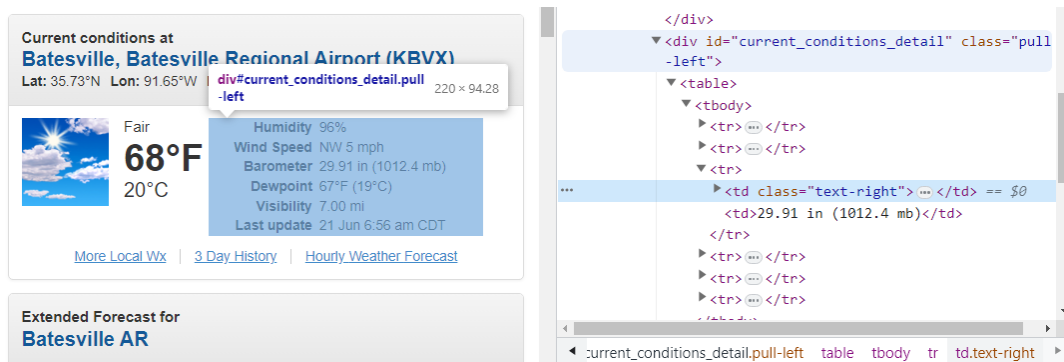 Current conditions at
Batesville, Batesville Regional Airport (KBVX)
Lat: 35.73°N Lon: 91.65°W
div#current_conditions_detail.pull
-left
220 × 94.28
Fair
68°F
20°C
Humidity 96%
Wind Speed NW 5 mph
Barometer 29.91 in (1012.4 mb)
Dewpoint 67°F (19°C)
Visibility 7.00 mi
Last update 21 Jun 6:56 am CDT
More Local Wx 3 Day History Hourly Weather Forecast
Extended Forecast for
Batesville AR
</div>
<div id="current_conditions_detail" class="pull
-left">
<table>
<tbody>
<tr> ••• </tr>
<tr> ••• </tr>
<tr>
••• <td class="text-right"> ••• </td> == $0
<td>29.91 in (1012.4 mb)</td>
</tr>
<tr> ••• </tr>
<tr> ••• </tr>
<tr> ••• </tr>
</tbody>
current_conditions_detail.pull-left table tbody tr td.text-right